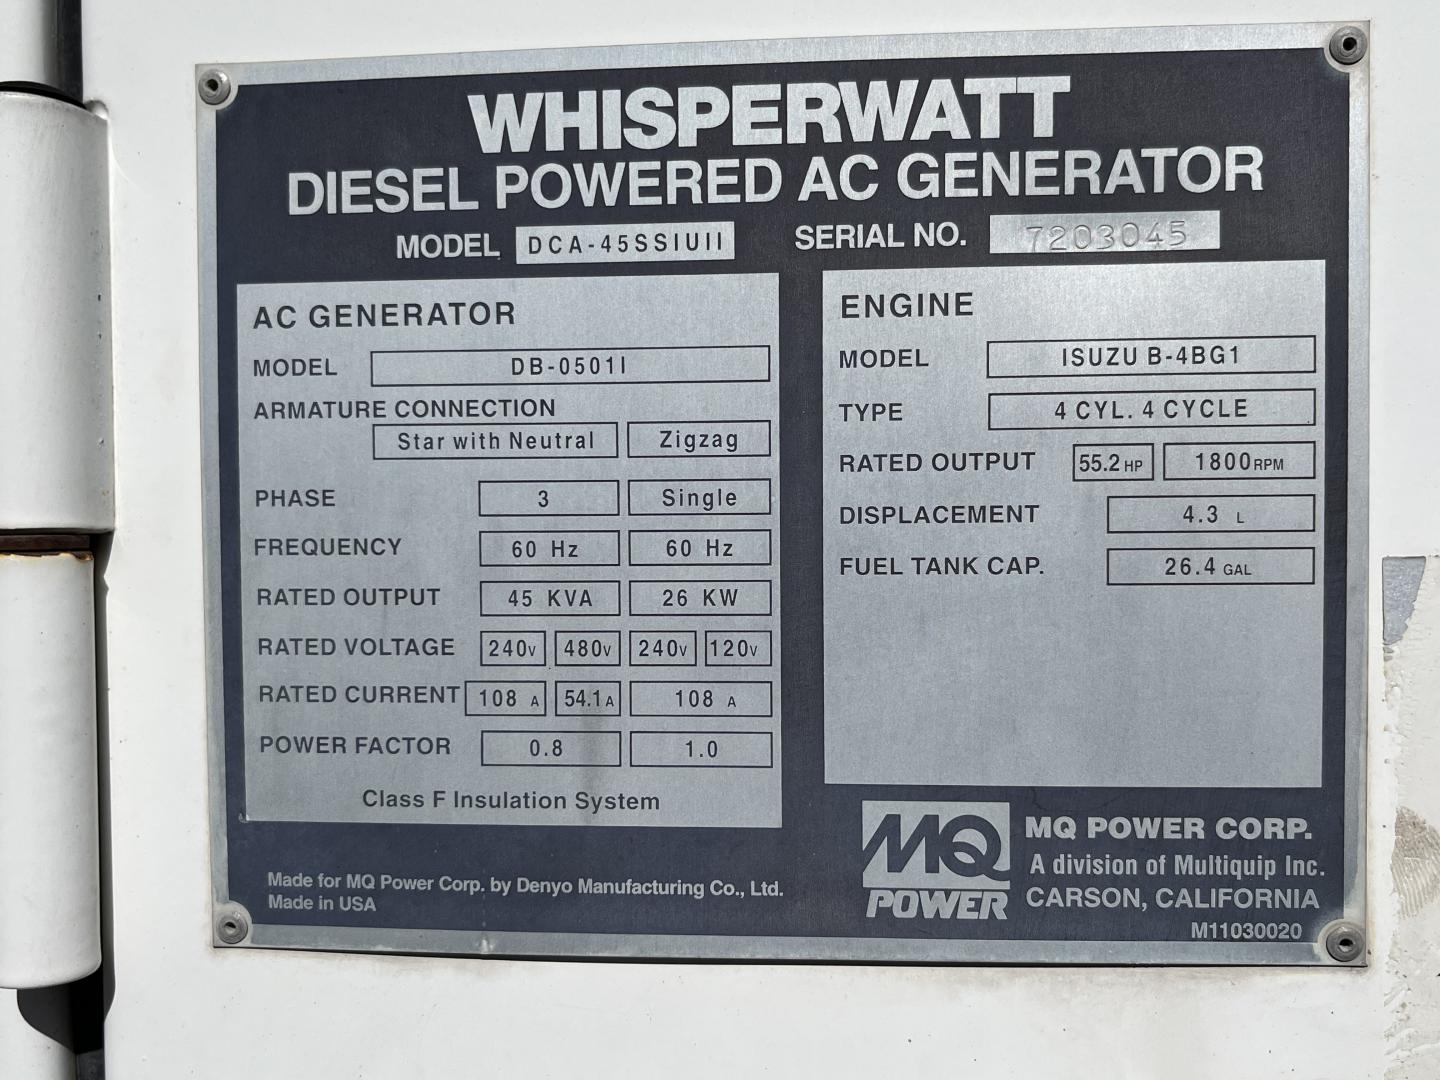 WHISPERWATT
DIESEL POWERED AC GENERATOR
MODEL DCA-45SSIUII SERIAL NO. 7203045
AC GENERATOR
MODEL DB-0501I
ARMATURE CONNECTION
Star with Neutral Zigzag
PHASE 3 Single
FREQUENCY 60 Hz 60 Hz
RATED OUTPUT 45 KVA 26 KW
RATED VOLTAGE 240V 480V 240V 120V
RATED CURRENT 108 A 54.1A 108 A
POWER FACTOR 0.8 1.0
Class F Insulation System
ENGINE
MODEL ISUZU B-4BG1
TYPE 4 CYL. 4 CYCLE
RATED OUTPUT 55.2 HP 1800RPM
DISPLACEMENT 4.3 L
FUEL TANK CAP. 26.4 GAL
Made for MQ Power Corp. by Denyo Manufacturing Co., Ltd.
Made in USA
MQ
POWER
MQ POWER CORP.
A division of Multiquip Inc.
CARSON, CALIFORNIA
M11030020